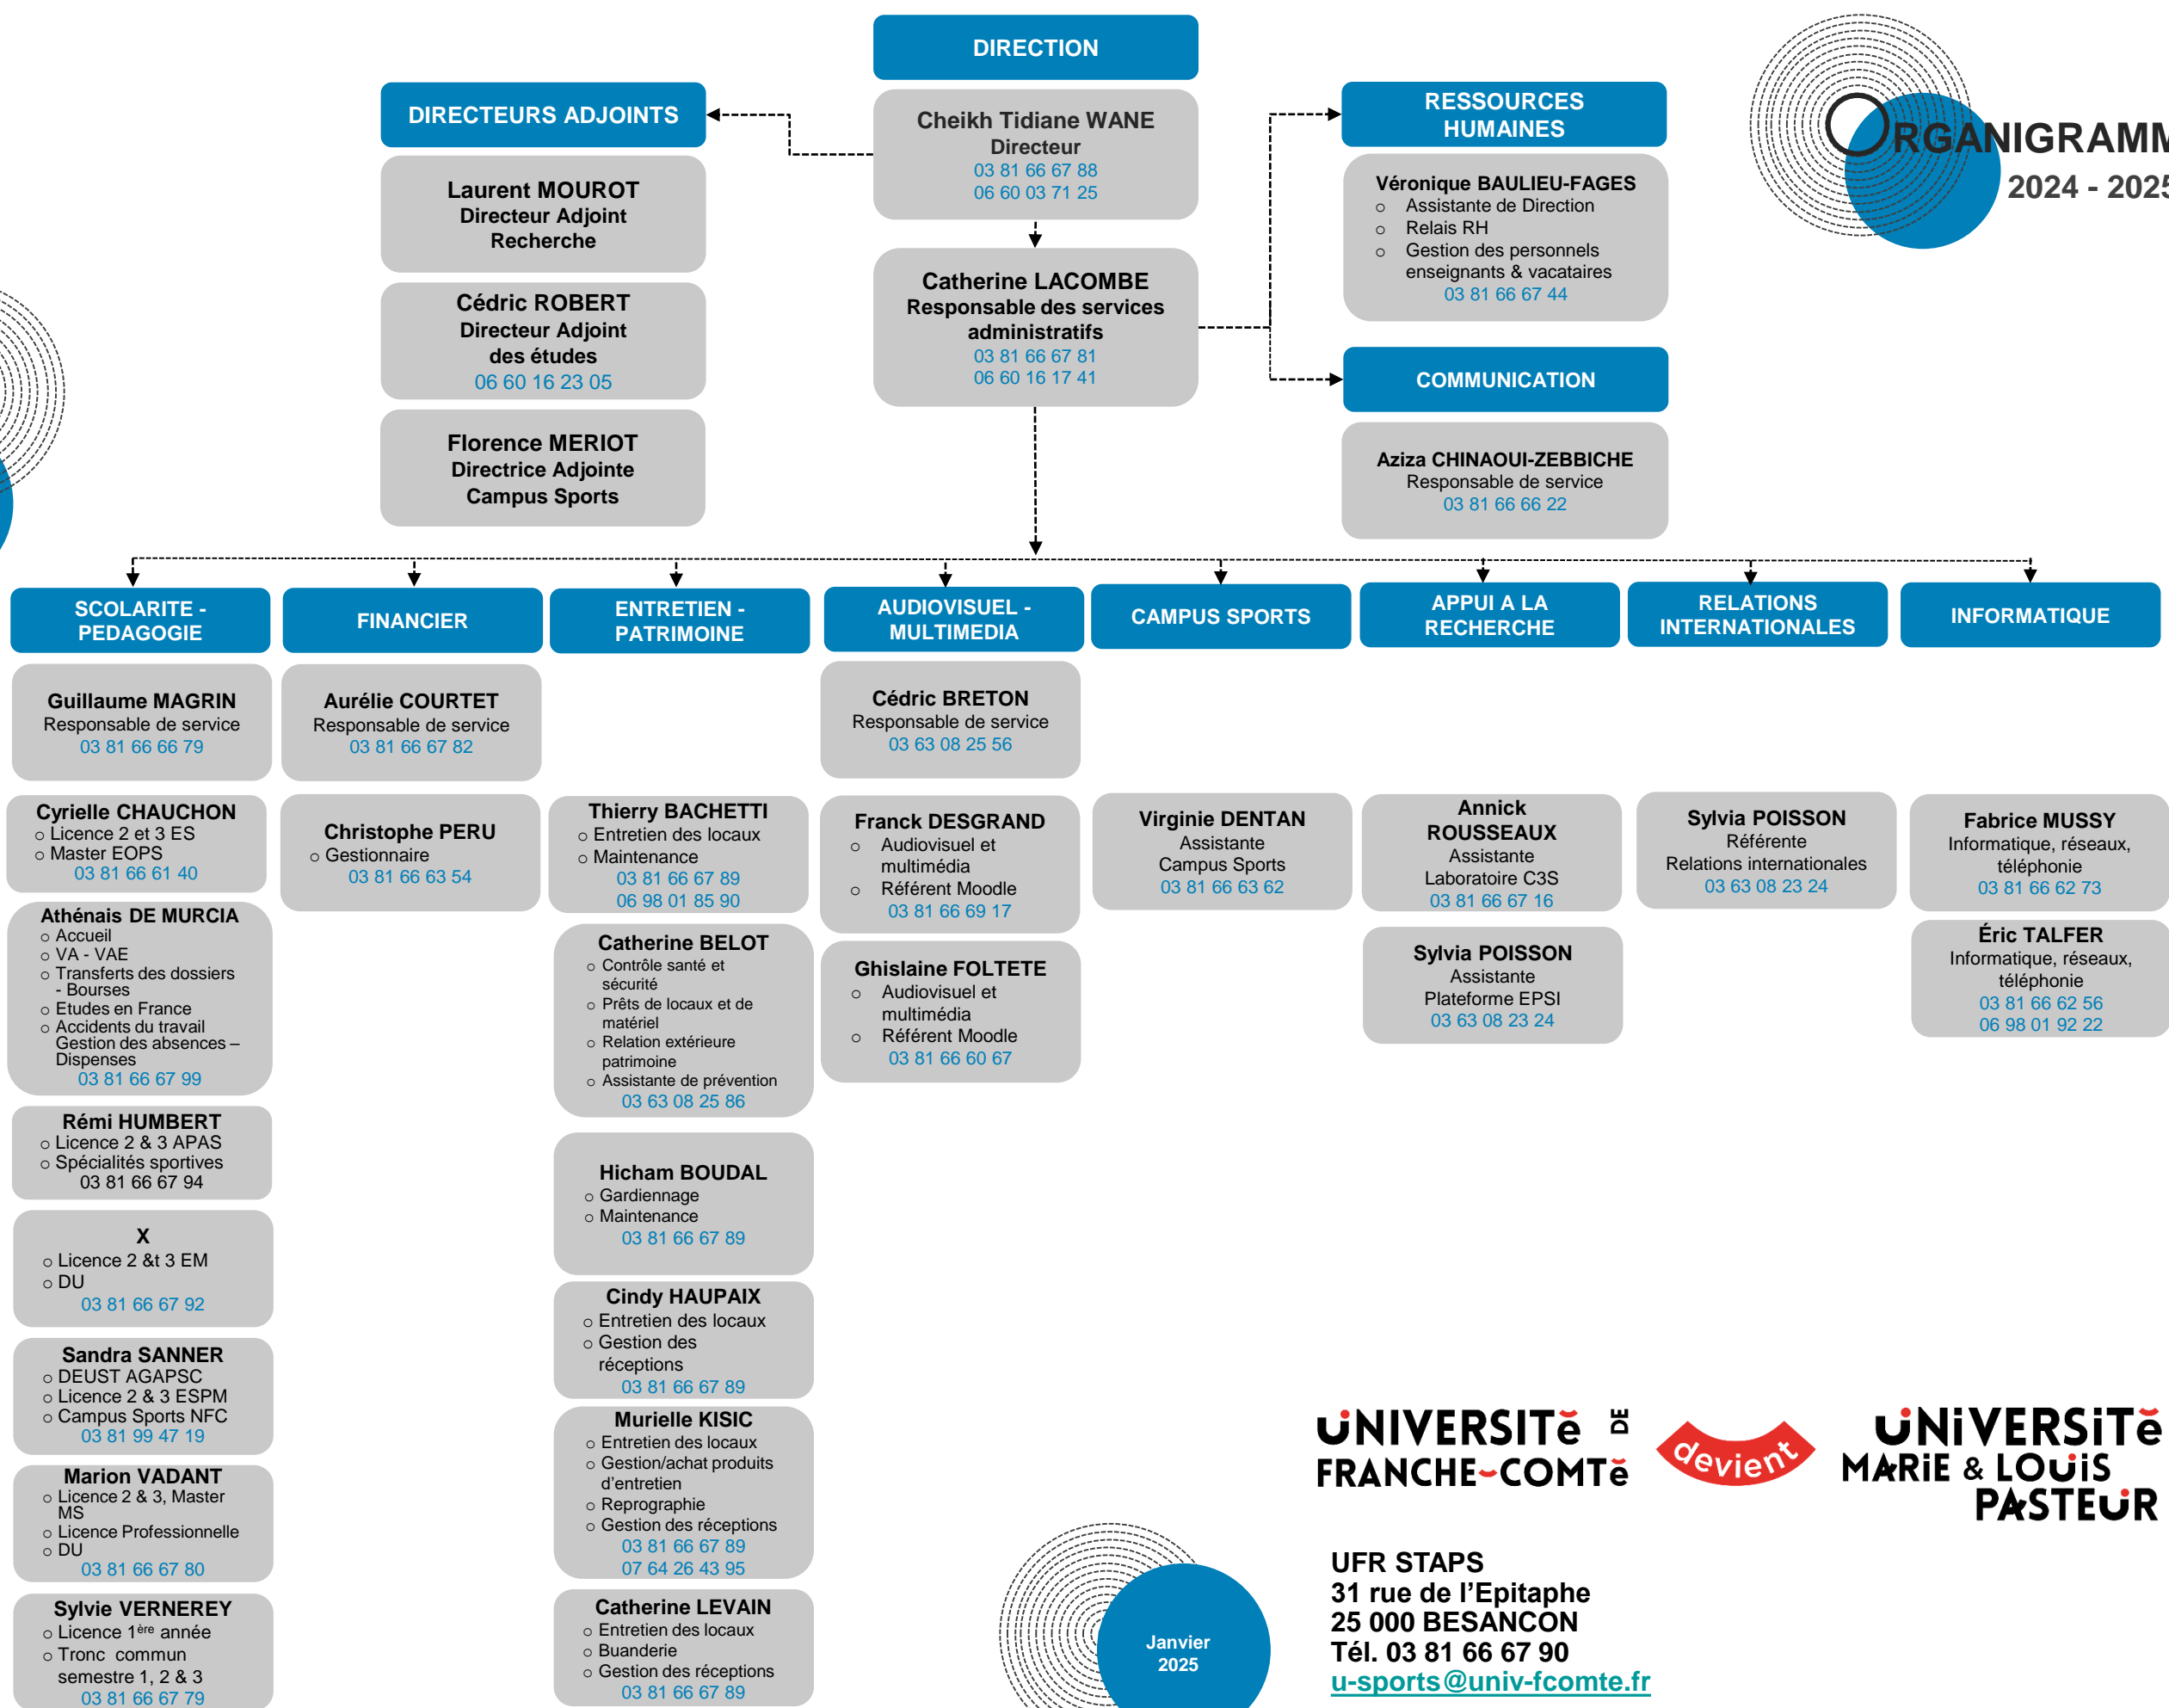 DIRECTION
Cheikh Tidiane WANE
Directeur
03 81 66 67 88
06 60 03 71 25
DIRECTEURS ADJOINTS
Laurent MOUROT
Directeur Adjoint
Recherche
Cédric ROBERT
Directeur Adjoint
des études
06 60 16 23 05
Florence MERIOT
Directrice Adjointe
Campus Sports
Catherine LACOMBE
Responsable des services
administratifs
03 81 66 67 81
06 60 16 17 41
RESSOURCES
HUMAINES
Véronique BAULIEU-FAGES
o Assistante de Direction
o Relais RH
o Gestion des personnels
enseignants & vacataires
03 81 66 67 44
COMMUNICATION
Aziza CHINAOUI-ZEBBICHE
Responsable de service
03 81 66 66 22
ORGANIGRAMM
2024 - 2025
SCOLARITE -
PEDAGOGIE
Guillaume MAGRIN
Responsable de service
03 81 66 66 79
Cyrielle CHAUCHON
o Licence 2 et 3 ES
o Master EOPS
03 81 66 61 40
Athénais DE MURCIA
o Accueil
o VA - VAE
o Transferts des dossiers
- Bourses
o Etudes en France
o Accidents du travail
Gestion des absences –
Dispenses
03 81 66 67 99
Rémi HUMBERT
o Licence 2 & 3 APAS
o Spécialités sportives
03 81 66 67 94
X
o Licence 2 &t 3 EM
o DU
03 81 66 67 92
Sandra SANNER
o DEUST AGAPSC
o Licence 2 & 3 ESPM
o Campus Sports NFC
03 81 99 47 19
Marion VADANT
o Licence 2 & 3, Master
MS
o Licence Professionnelle
o DU
03 81 66 67 80
Sylvie VERNEREY
o Licence 1ère année
o Tronc commun
semestre 1, 2 & 3
03 81 66 67 79
FINANCIER
Aurélie COURTET
Responsable de service
03 81 66 67 82
Christophe PERU
o Gestionnaire
03 81 66 63 54
ENTRETIEN -
PATRIMOINE
Thierry BACHETTI
o Entretien des locaux
o Maintenance
03 81 66 67 89
06 98 01 85 90
Catherine BELOT
o Contrôle santé et
sécurité
o Prêts de locaux et de
matériel
o Relation extérieure
patrimoine
o Assistante de prévention
03 63 08 25 86
Hicham BOUDAL
o Gardiennage
o Maintenance
03 81 66 67 89
Cindy HAUPAIX
o Entretien des locaux
o Gestion des
réceptions
03 81 66 67 89
Murielle KISIC
o Entretien des locaux
o Gestion/achat produits
d’entretien
o Reprographie
o Gestion des réceptions
03 81 66 67 89
07 64 26 43 95
Catherine LEVAIN
o Entretien des locaux
o Buanderie
o Gestion des réceptions
03 81 66 67 89
AUDIOVISUEL -
MULTIMEDIA
Cédric BRETON
Responsable de service
03 63 08 25 56
Franck DESGRAND
o Audiovisuel et
multimédia
o Référent Moodle
03 81 66 69 17
Ghislaine FOLTETE
o Audiovisuel et
multimédia
o Référent Moodle
03 81 66 60 67
CAMPUS SPORTS
Virginie DENTAN
Assistante
Campus Sports
03 81 66 63 62
APPUI A LA
RECHERCHE
Annick
ROUSSEAUX
Assistante
Laboratoire C3S
03 81 66 67 16
Sylvia POISSON
Assistante
Plateforme EPSI
03 63 08 23 24
RELATIONS
INTERNATIONALES
Sylvia POISSON
Référente
Relations internationales
03 63 08 23 24
INFORMATIQUE
Fabrice MUSSY
Informatique, réseaux,
téléphonie
03 81 66 62 73
Éric TALFER
Informatique, réseaux,
téléphonie
03 81 66 62 56
06 98 01 92 22
UNIVERSITé DE
FRANCHE-COMTé
devient
UNiVERSiTé
MARiE & LOUiS
PASTEUR
Janvier
2025
UFR STAPS
31 rue de l’Epitaphe
25 000 BESANCON
Tél. 03 81 66 67 90
u-sports@univ-fcomte.fr